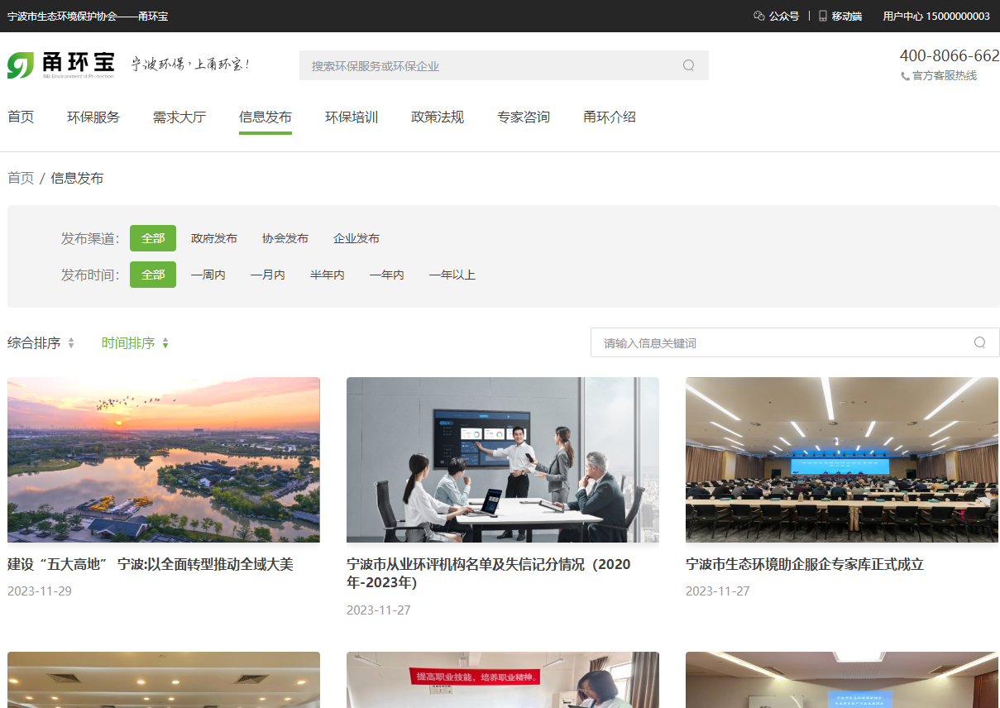 宁波市生态环境保护协会——甬环宝
公众号 | 移动端 用户中心 15000000003
甬环宝
NB Environmental Protection
宁波环保，上甬环宝！
搜索环保服务或环保企业
400-8066-662
官方客服热线
首页 环保服务 需求大厅 信息发布 环保培训 政策法规 专家咨询 甬环介绍
首页 / 信息发布
发布渠道： 全部 政府发布 协会发布 企业发布
发布时间： 全部 一周内 一月内 半年内 一年内 一年以上
综合排序 时间排序
请输入信息关键词
建设“五大高地” 宁波:以全面转型推动全域大美
2023-11-29
宁波市从业环评机构名单及失信记分情况（2020
年-2023年）
2023-11-27
宁波市生态环境助企服企专家库正式成立
2023-11-27
提高职业技能，培养职业精神。